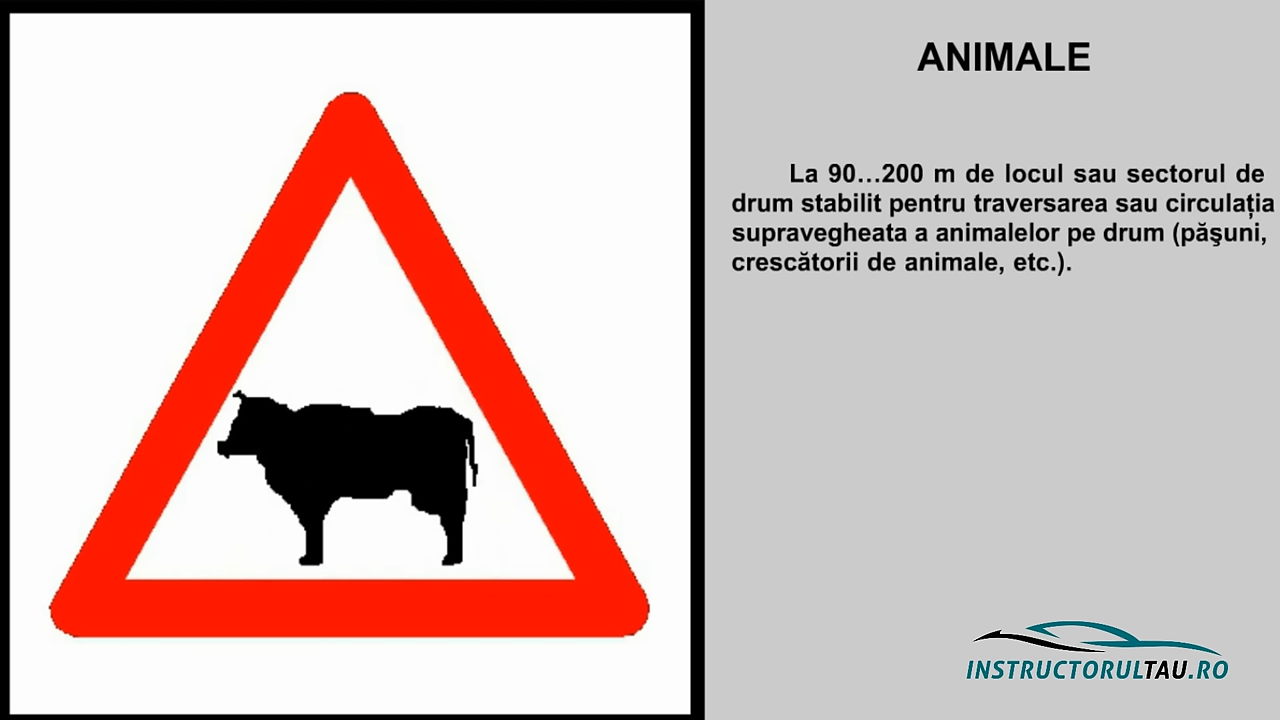 ANIMALE
La 90…200 m de locul sau sectorul de
drum stabilit pentru traversarea sau circulația
supravegheata a animalelor pe drum (păşuni,
crescătorii de animale, etc.).
INSTRUCTORULTAU.RO